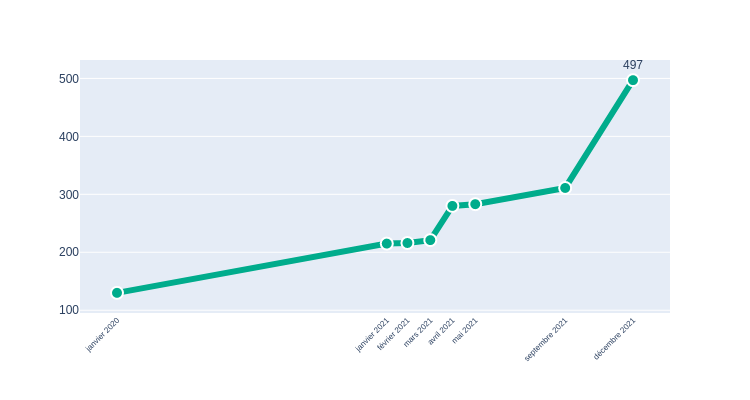 497
500
400
300
200
100
janvier 2020
janvier 2021
février 2021
mars 2021
avril 2021
mai 2021
septembre 2021
décembre 2021